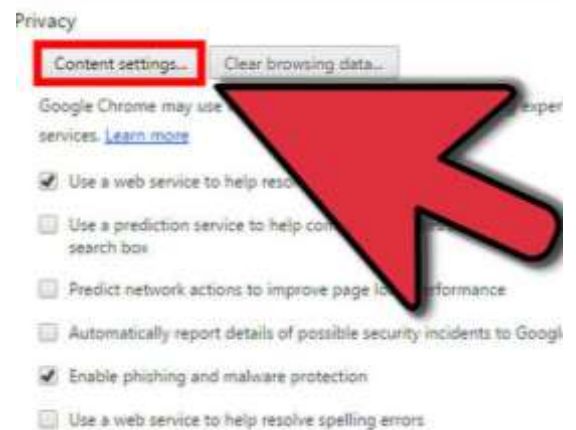 Privacy
Content settings... Clear browsing data...
Google Chrome may use exper
services. Learn more
Use a web service to help reso
Use a prediction service to help co
search box
Predict network actions to improve page lo formance
Automatically report details of possible security incidents to Googl
Enable phishing and malware protection
Use a web service to help resolve spelling errors